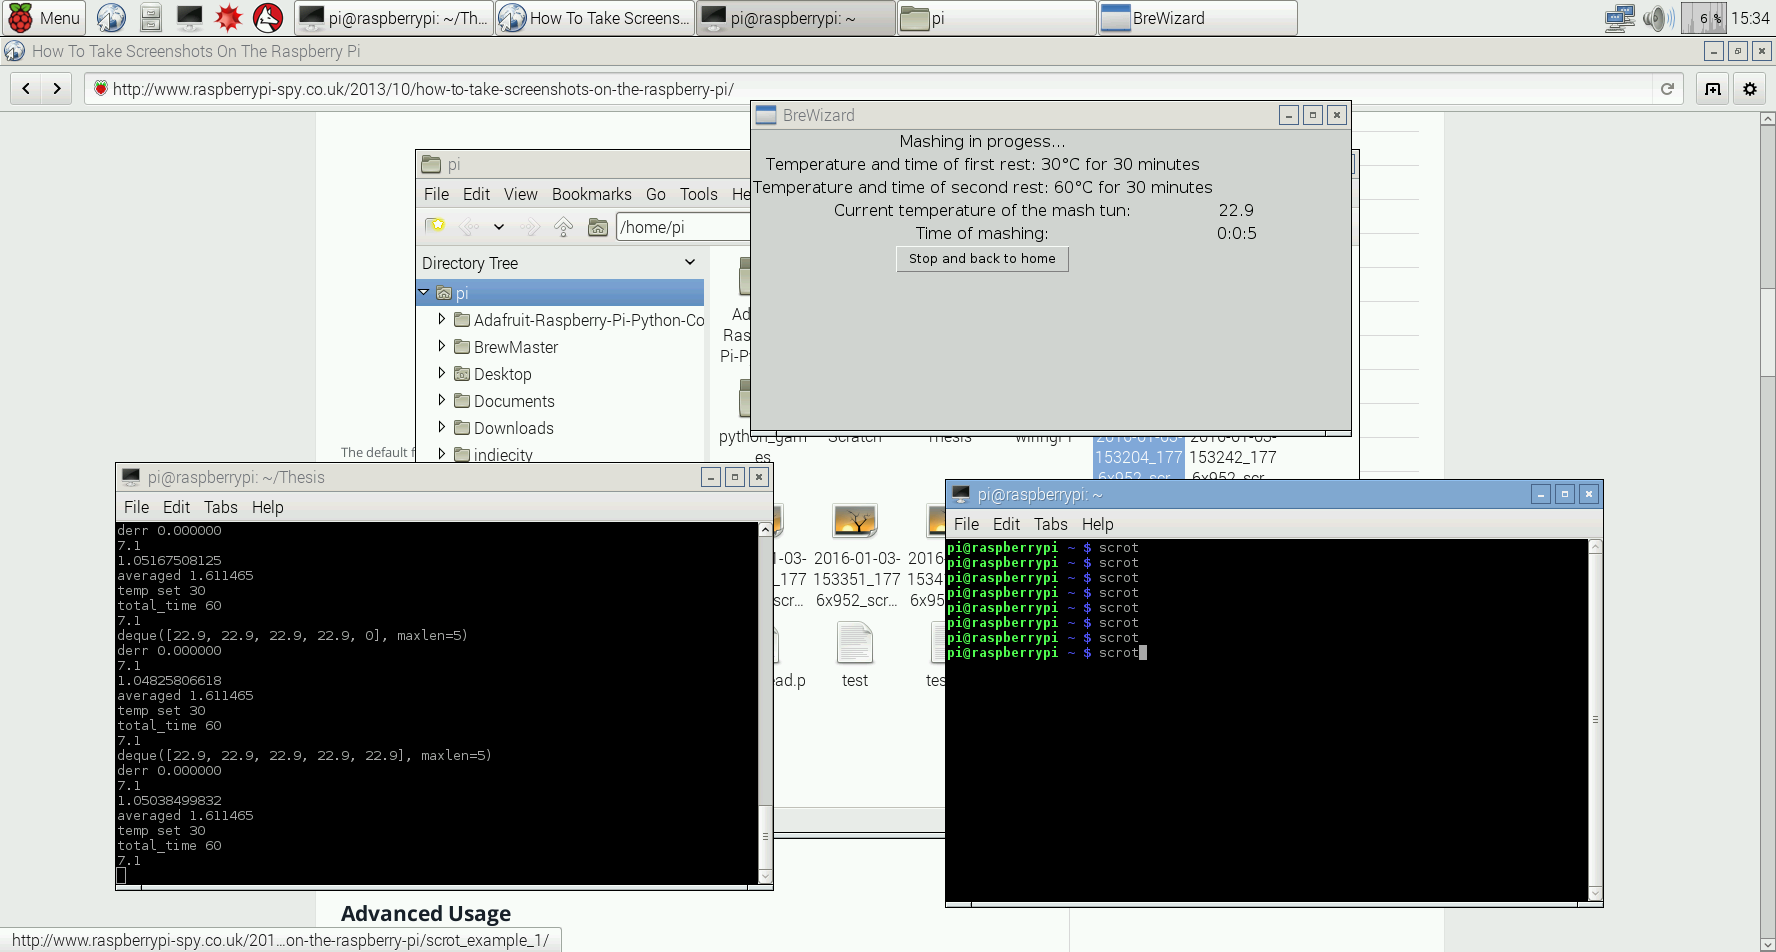 Menu
pi@raspberrypi: ~/Th...
How To Take Screens...
pi@raspberrypi: ~
pi
BreWizard
6 %
15:34
How To Take Screenshots On The Raspberry Pi
http://www.raspberrypi-spy.co.uk/2013/10/how-to-take-screenshots-on-the-raspberry-pi/
BreWizard
Mashing in progess...
Temperature and time of first rest: 30°C for 30 minutes
Temperature and time of second rest: 60°C for 30 minutes
Current temperature of the mash tun: 22.9
Time of mashing: 0:0:5
Stop and back to home
pi
File Edit View Bookmarks Go Tools He
/home/pi
Directory Tree
pi
Adafruit-Raspberry-Pi-Python-Co
BrewMaster
Desktop
Documents
Downloads
indiecity
Ad
Ras
Pi-P
python_gam
es
Scratch
Thesis
wiringPi
2016-01-03-
153204_177
6x952_scr...
2016-01-03-
153242_177
6x952_scr...
1-03-
_177
scr...
2016-01-03-
153351_177
6x952_scr...
2016
1534
6x95
ead.p
test
tes
The default f
pi@raspberrypi: ~/Thesis
File Edit Tabs Help
derr 0.000000
7.1
1.05167508125
averaged 1.611465
temp set 30
total_time 60
7.1
deque([22.9, 22.9, 22.9, 22.9, 0], maxlen=5)
derr 0.000000
7.1
1.04825806618
averaged 1.611465
temp set 30
total_time 60
7.1
deque([22.9, 22.9, 22.9, 22.9, 22.9], maxlen=5)
derr 0.000000
7.1
1.05038499832
averaged 1.611465
temp set 30
total_time 60
7.1
pi@raspberrypi: ~
File Edit Tabs Help
pi@raspberrypi ~ $ scrot
pi@raspberrypi ~ $ scrot
pi@raspberrypi ~ $ scrot
pi@raspberrypi ~ $ scrot
pi@raspberrypi ~ $ scrot
pi@raspberrypi ~ $ scrot
pi@raspberrypi ~ $ scrot
pi@raspberrypi ~ $ scrot
Advanced Usage
http://www.raspberrypi-spy.co.uk/201...on-the-raspberry-pi/scrot_example_1/